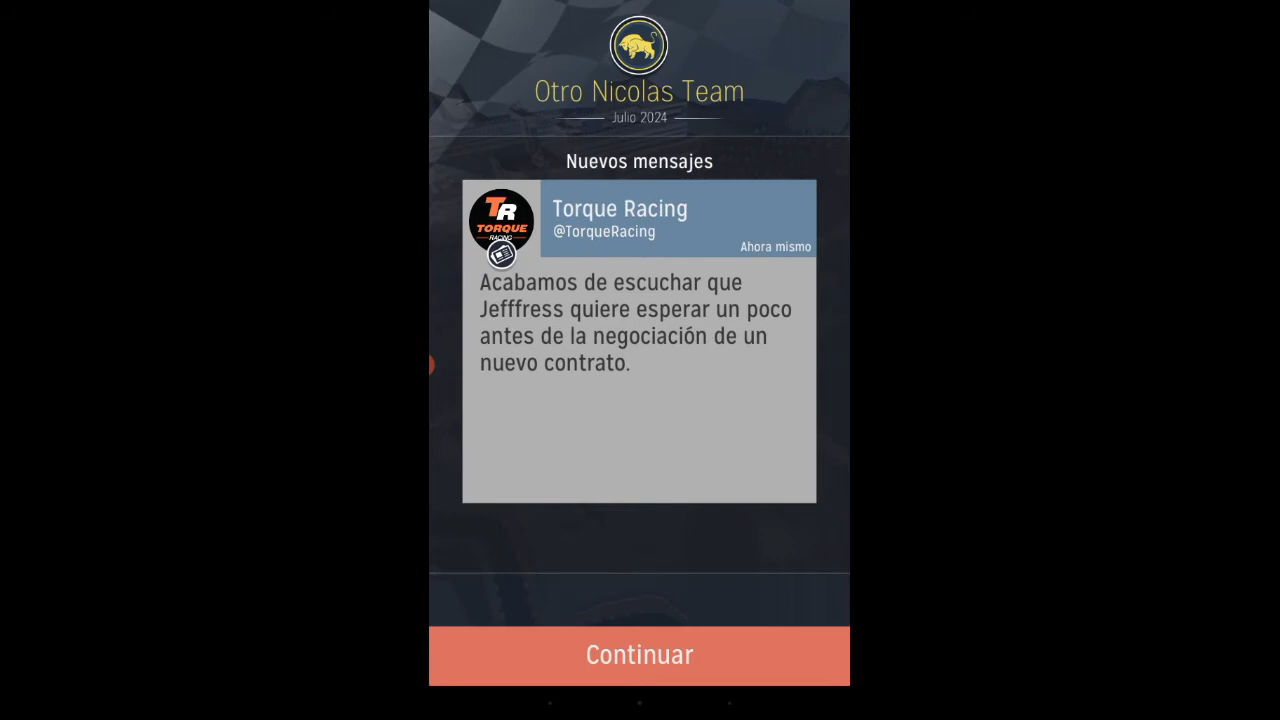 Otro Nicolas Team
Julio 2024
Nuevos mensajes
TR
TORQUE
RACING
Torque Racing
@TorqueRacing
Ahora mismo
Acabamos de escuchar que
Jefffress quiere esperar un poco
antes de la negociación de un
nuevo contrato.
Continuar